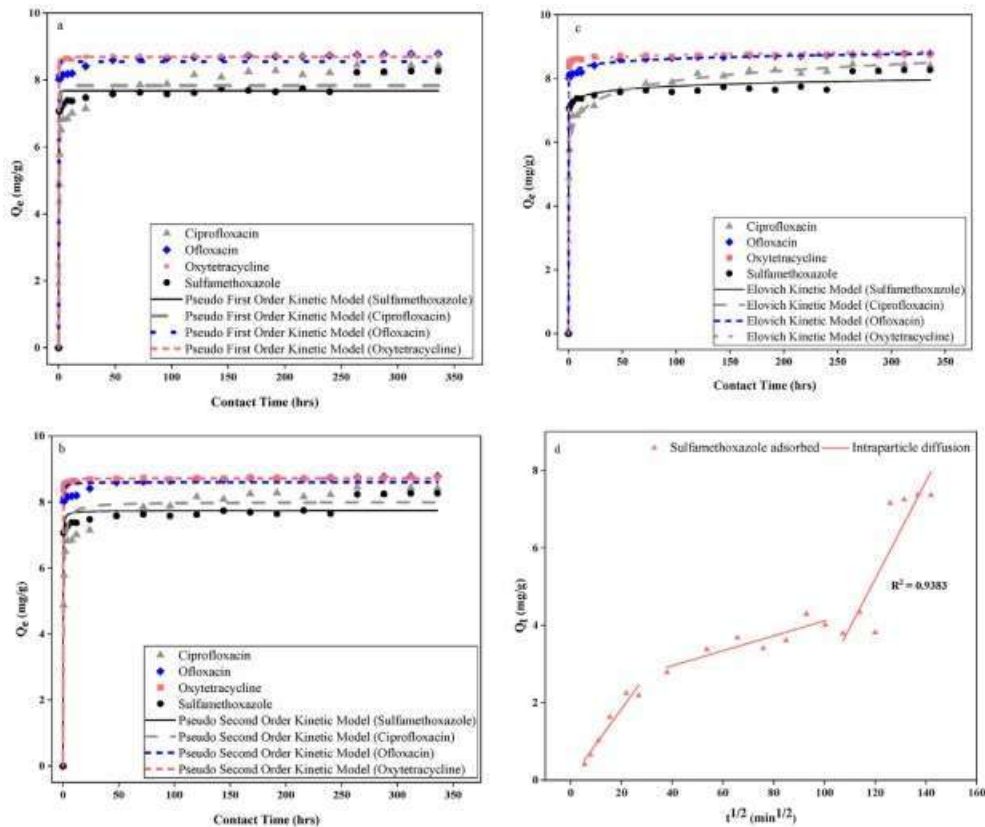 a
10
8
6
4
2
0
Qe (mg/g)
Ciprofloxacin
Ofloxacin
Oxytetracycline
Sulfamethoxazole
Pseudo First Order Kinetic Model (Sulfamethoxazole)
Pseudo First Order Kinetic Model (Ciprofloxacin)
Pseudo First Order Kinetic Model (Ofloxacin)
Pseudo First Order Kinetic Model (Oxytetracycline)
0 50 100 150 200 250 300 350
Contact Time (hrs)
c
10
8
6
4
2
0
Qe (mg/g)
Ciprofloxacin
Ofloxacin
Oxytetracycline
Sulfamethoxazole
Elovich Kinetic Model (Sulfamethoxazole)
Elovich Kinetic Model (Ciprofloxacin)
Elovich Kinetic Model (Ofloxacin)
Elovich Kinetic Model (Oxytetracycline)
0 50 100 150 200 250 300 350
Contact Time (hrs)
b
10
8
6
4
2
0
Qe (mg/g)
Ciprofloxacin
Ofloxacin
Oxytetracycline
Sulfamethoxazole
Pseudo Second Order Kinetic Model (Sulfamethoxazole)
Pseudo Second Order Kinetic Model (Ciprofloxacin)
Pseudo Second Order Kinetic Model (Ofloxacin)
Pseudo Second Order Kinetic Model (Oxytetracycline)
0 50 100 150 200 250 300 350
Contact Time (hrs)
d
Sulfamethoxazole adsorbed Intraparticle diffusion
8
6
4
2
0
Qt (mg/g)
R² = 0.9383
0 20 40 60 80 100 120 140 160
t^1/2 (min^1/2)